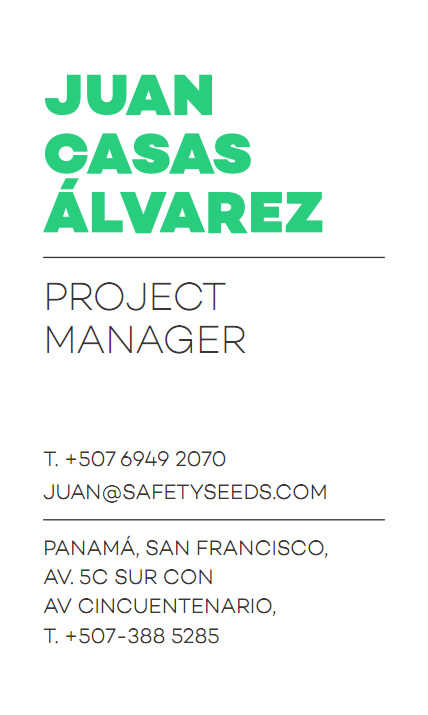 JUAN
CASAS
ÁLVAREZ
PROJECT
MANAGER
T. +507 6949 2070
JUAN@SAFETYSEEDS.COM
PANAMÁ, SAN FRANCISCO,
AV. 5C SUR CON
AV CINCUENTENARIO,
T. +507-388 5285